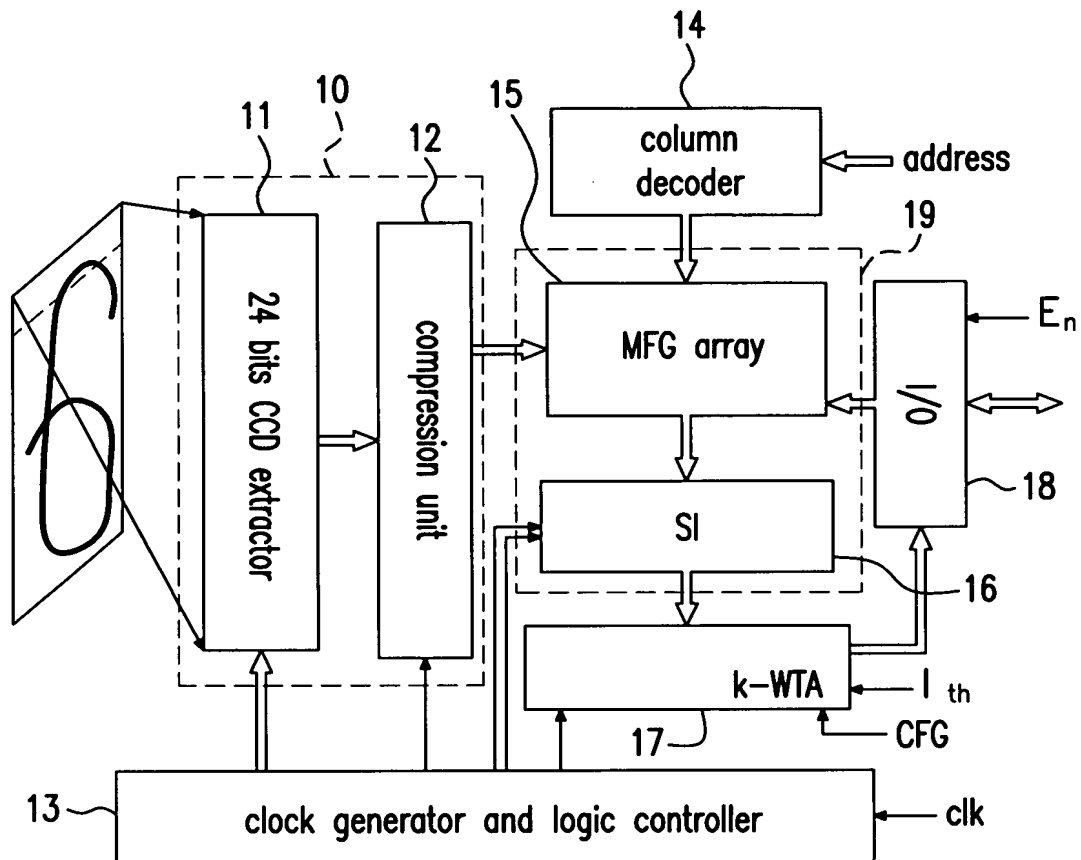 14
10
15
11
column
decoder
address
12
19
24 bits CCD extractor
compression unit
MFG array
I/O
En
18
SI
16
k-WTA
Ith
17
CFG
13
clock generator and logic controller
clk